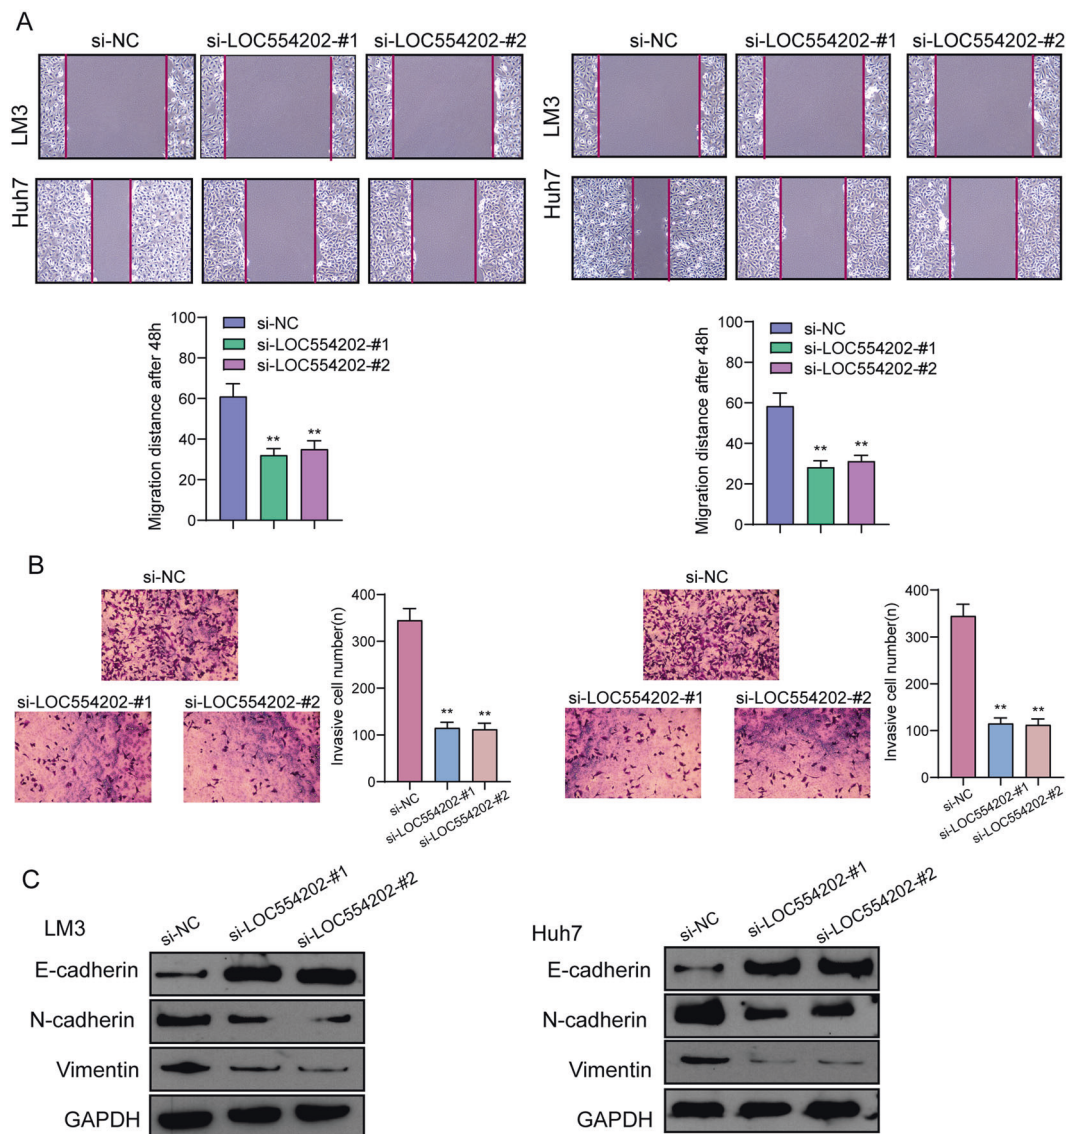 A
si-NC si-LOC554202-#1 si-LOC554202-#2 si-NC si-LOC554202-#1 si-LOC554202-#2
LM3 LM3
Huh7 Huh7
Migration distance after 48h
100
80
60
40
20
0
si-NC
si-LOC554202-#1
si-LOC554202-#2
** **
Migration distance after 48h
100
80
60
40
20
0
si-NC
si-LOC554202-#1
si-LOC554202-#2
** **
B
si-NC
si-LOC554202-#1 si-LOC554202-#2
Invasive cell number(n)
400
300
200
100
0
** **
si-NC
si-LOC554202-#1
si-LOC554202-#2
si-NC
si-LOC554202-#1 si-LOC554202-#2
Invasive cell number(n)
400
300
200
100
0
** **
si-NC
si-LOC554202-#1
si-LOC554202-#2
C
LM3
si-NC si-LOC554202-#1 si-LOC554202-#2
E-cadherin
N-cadherin
Vimentin
GAPDH
Huh7
si-NC si-LOC554202-#1 si-LOC554202-#2
E-cadherin
N-cadherin
Vimentin
GAPDH